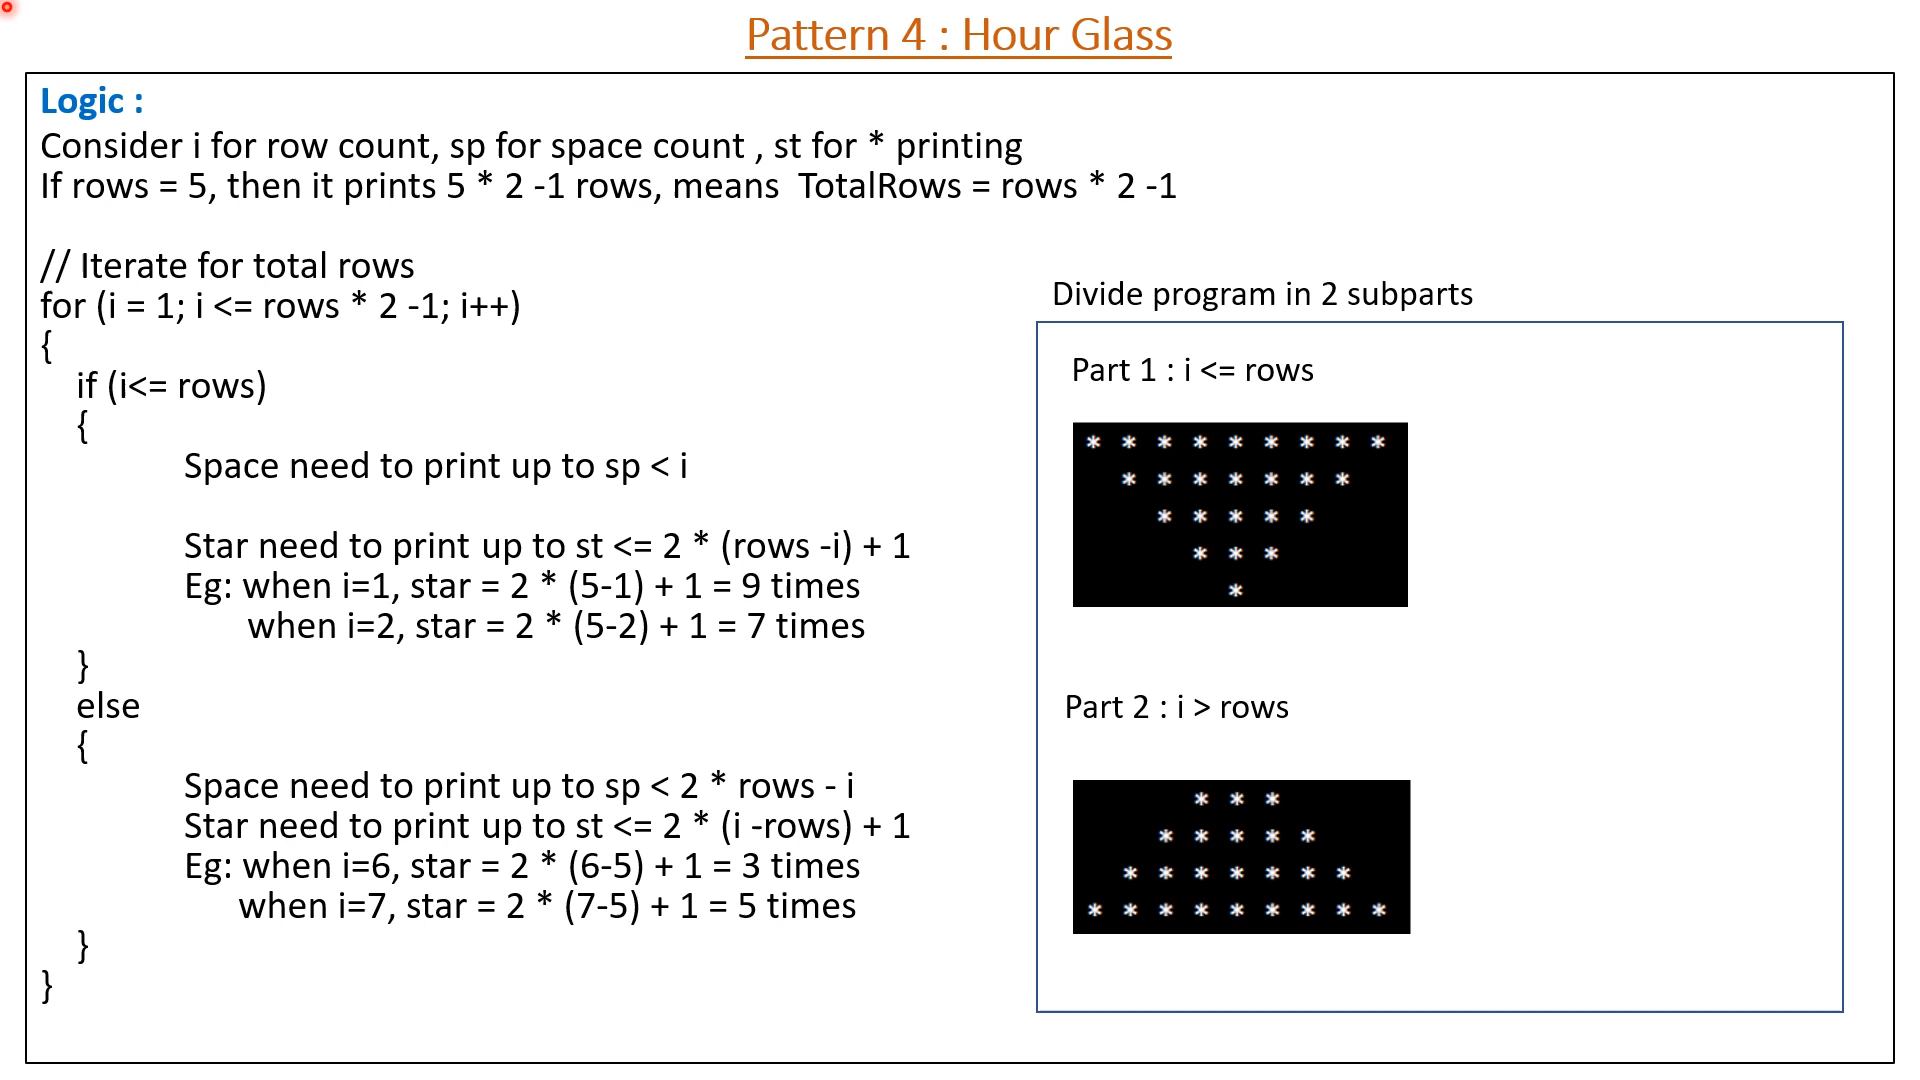 Pattern 4 : Hour Glass
Logic :
Consider i for row count, sp for space count , st for * printing
If rows = 5, then it prints 5 * 2 -1 rows, means  TotalRows = rows * 2 -1
// Iterate for total rows
for (i = 1; i <= rows * 2 -1; i++)
{
if (i<= rows)
{
Space need to print up to sp < i
Star need to print up to st <= 2 * (rows -i) + 1
Eg: when i=1, star = 2 * (5-1) + 1 = 9 times
when i=2, star = 2 * (5-2) + 1 = 7 times
}
else
{
Space need to print up to sp < 2 * rows - i
Star need to print up to st <= 2 * (i -rows) + 1
Eg: when i=6, star = 2 * (6-5) + 1 = 3 times
when i=7, star = 2 * (7-5) + 1 = 5 times
}
}
Divide program in 2 subparts
Part 1 : i <= rows
* * * * * * * * *
* * * * * * *
* * * * *
* * *
*
Part 2 : i > rows
* * *
* * * * *
* * * * * * *
* * * * * * * * *